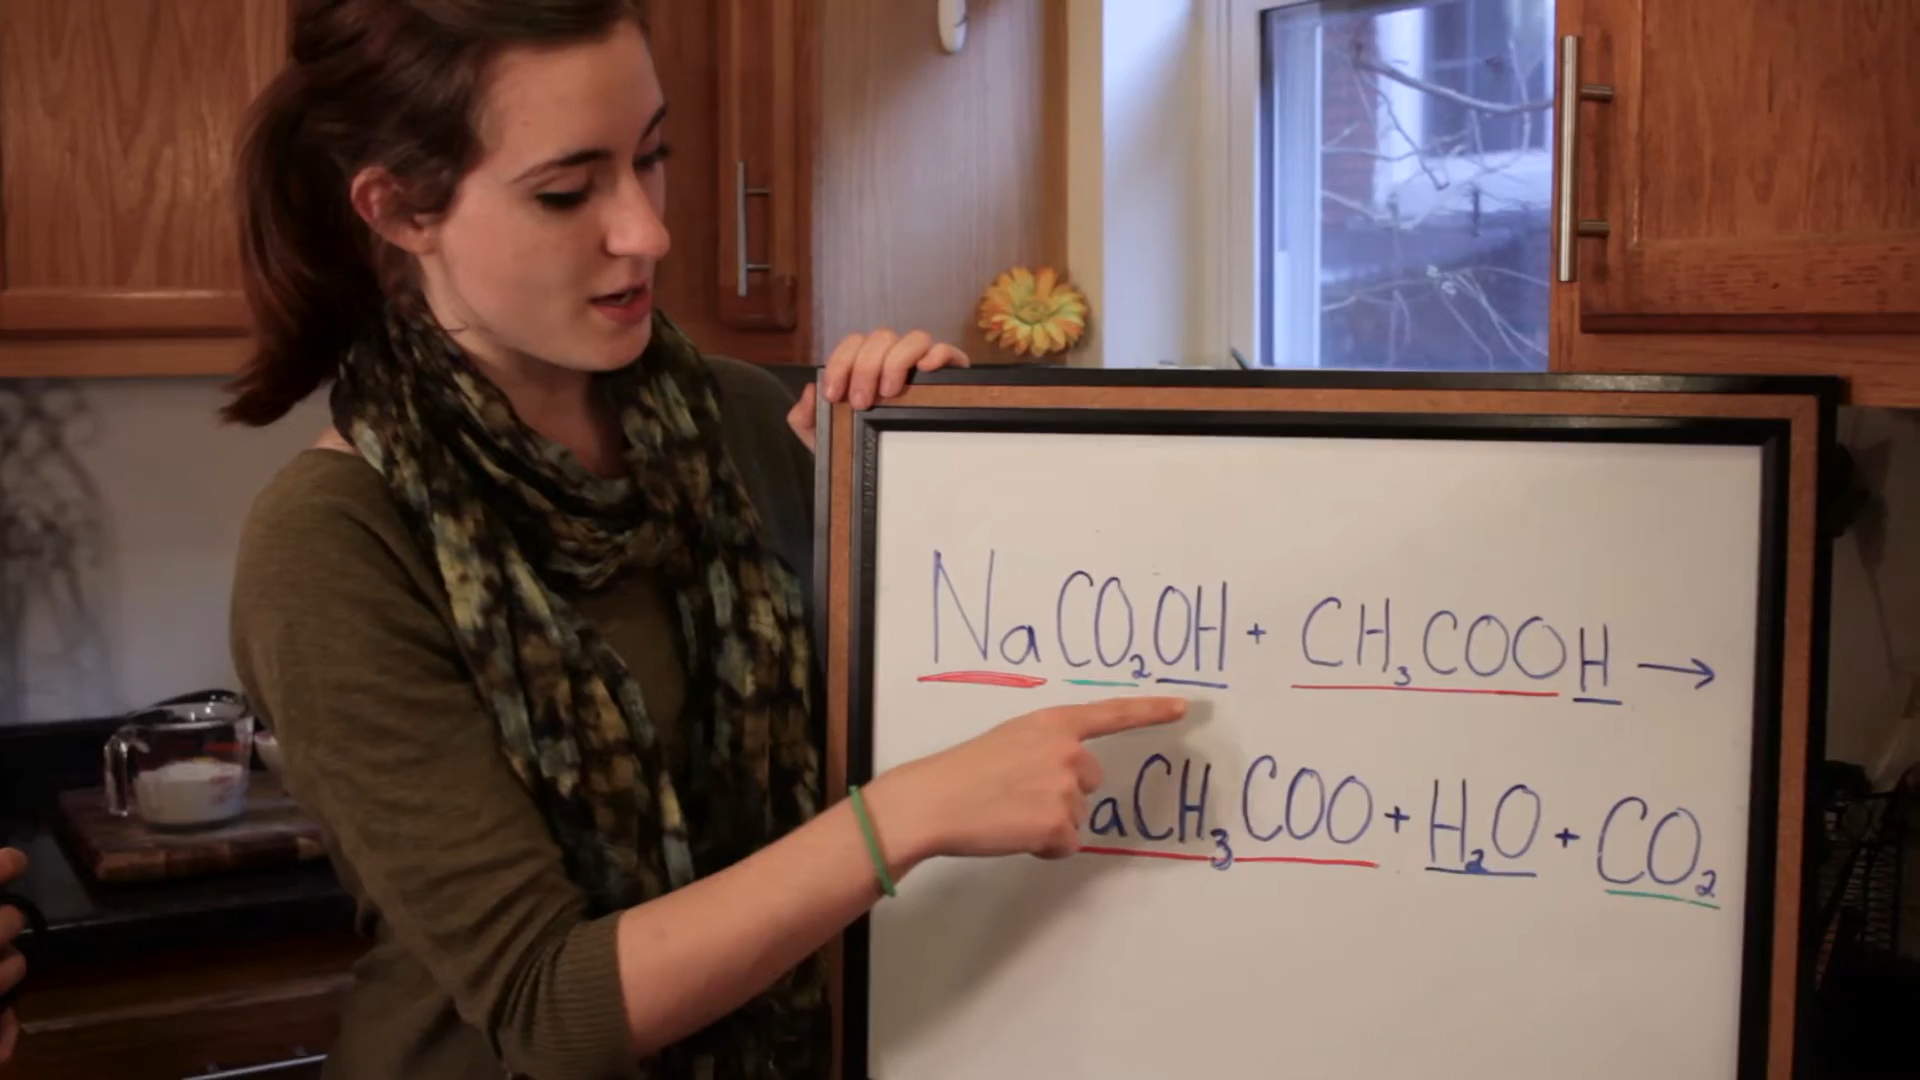 NaCO₂OH + CH₃COOH →
aCH₃COO + H₂O + CO₂